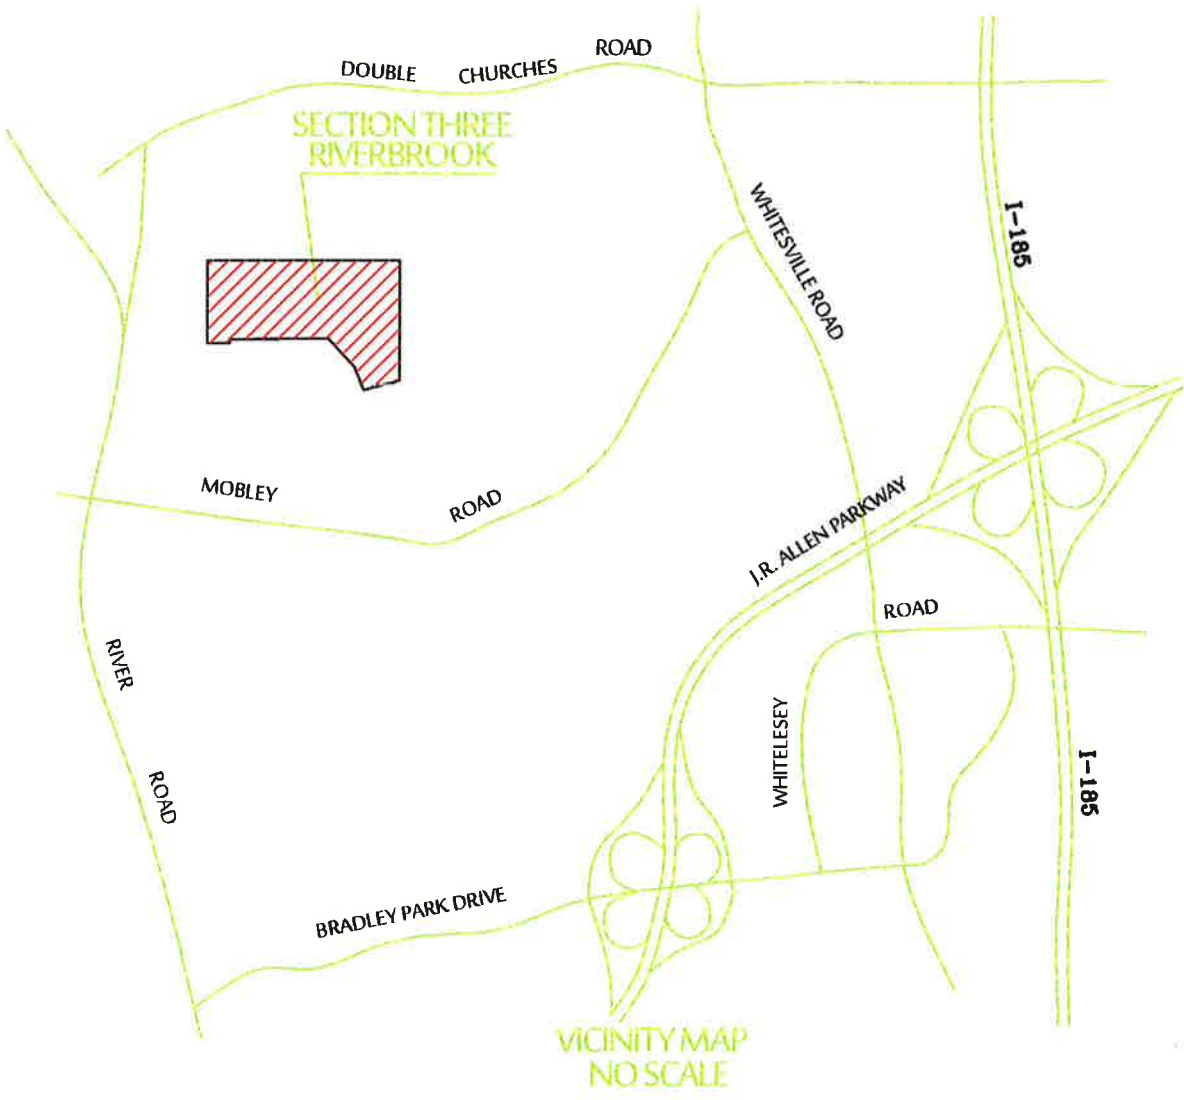 ROAD
DOUBLE CHURCHES
SECTION THREE
RIVERBROOK
WHITESVILLE ROAD
I-185
MOBLEY
ROAD
J.R. ALLEN PARKWAY
ROAD
RIVER
WHITELESEY
I-185
ROAD
BRADLEY PARK DRIVE
VICINITY MAP
NO SCALE